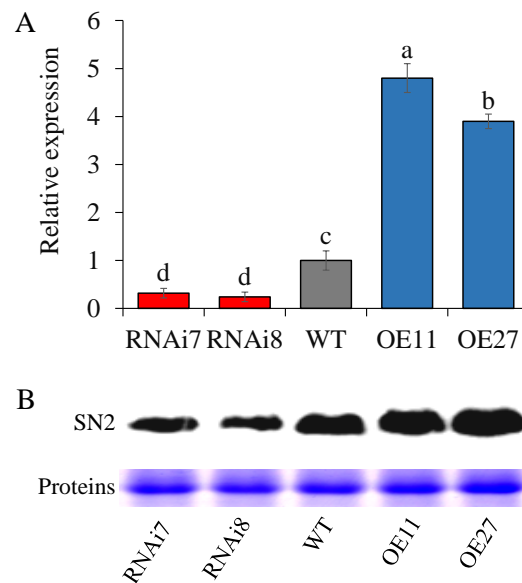 A
Relative expression
6
5
4
3
2
1
0
a
b
c
d
d
RNAi7 RNAi8 WT OE11 OE27
B
SN2
Proteins
RNAi7 RNAi8 WT OE11 OE27